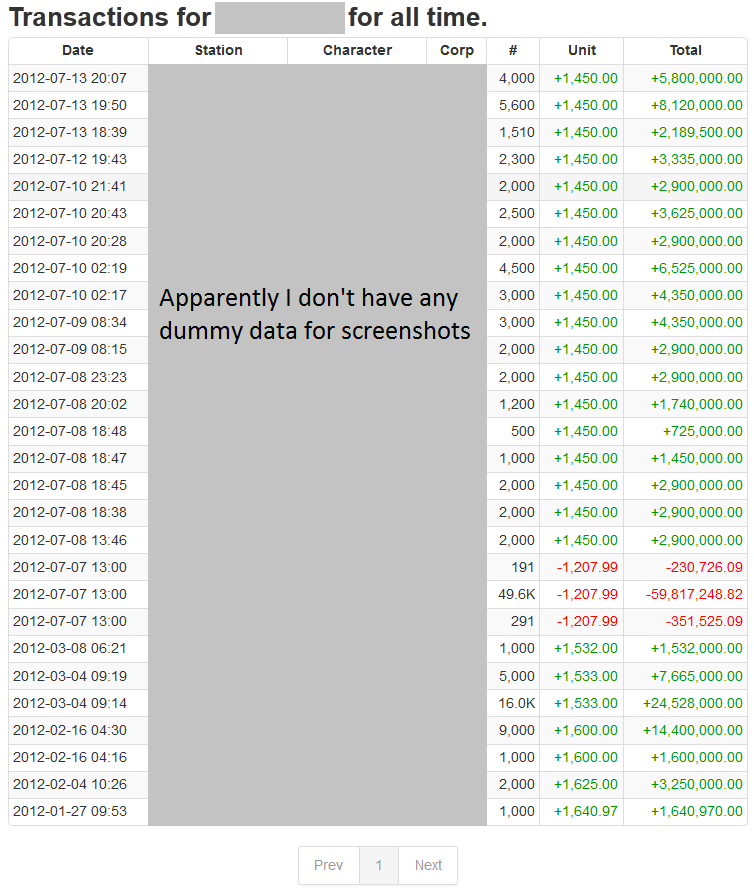 Transactions for for all time.
Date Station Character Corp # Unit Total
2012-07-13 20:07 4,000 +1,450.00 +5,800,000.00
2012-07-13 19:50 5,600 +1,450.00 +8,120,000.00
2012-07-13 18:39 1,510 +1,450.00 +2,189,500.00
2012-07-12 19:43 2,300 +1,450.00 +3,335,000.00
2012-07-10 21:41 2,000 +1,450.00 +2,900,000.00
2012-07-10 20:43 2,500 +1,450.00 +3,625,000.00
2012-07-10 20:28 2,000 +1,450.00 +2,900,000.00
2012-07-10 02:19 4,500 +1,450.00 +6,525,000.00
2012-07-10 02:17 3,000 +1,450.00 +4,350,000.00
2012-07-09 08:34 3,000 +1,450.00 +4,350,000.00
2012-07-09 08:15 2,000 +1,450.00 +2,900,000.00
2012-07-08 23:23 2,000 +1,450.00 +2,900,000.00
2012-07-08 20:02 1,200 +1,450.00 +1,740,000.00
2012-07-08 18:48 500 +1,450.00 +725,000.00
2012-07-08 18:47 1,000 +1,450.00 +1,450,000.00
2012-07-08 18:45 2,000 +1,450.00 +2,900,000.00
2012-07-08 18:38 2,000 +1,450.00 +2,900,000.00
2012-07-08 13:46 2,000 +1,450.00 +2,900,000.00
2012-07-07 13:00 191 -1,207.99 -230,726.09
2012-07-07 13:00 49.6K -1,207.99 -59,817,248.82
2012-07-07 13:00 291 -1,207.99 -351,525.09
2012-03-08 06:21 1,000 +1,532.00 +1,532,000.00
2012-03-04 09:19 5,000 +1,533.00 +7,665,000.00
2012-03-04 09:14 16.0K +1,533.00 +24,528,000.00
2012-02-16 04:30 9,000 +1,600.00 +14,400,000.00
2012-02-16 04:16 1,000 +1,600.00 +1,600,000.00
2012-02-04 10:26 2,000 +1,625.00 +3,250,000.00
2012-01-27 09:53 1,000 +1,640.97 +1,640,970.00
Apparently I don't have any
dummy data for screenshots
Prev 1 Next